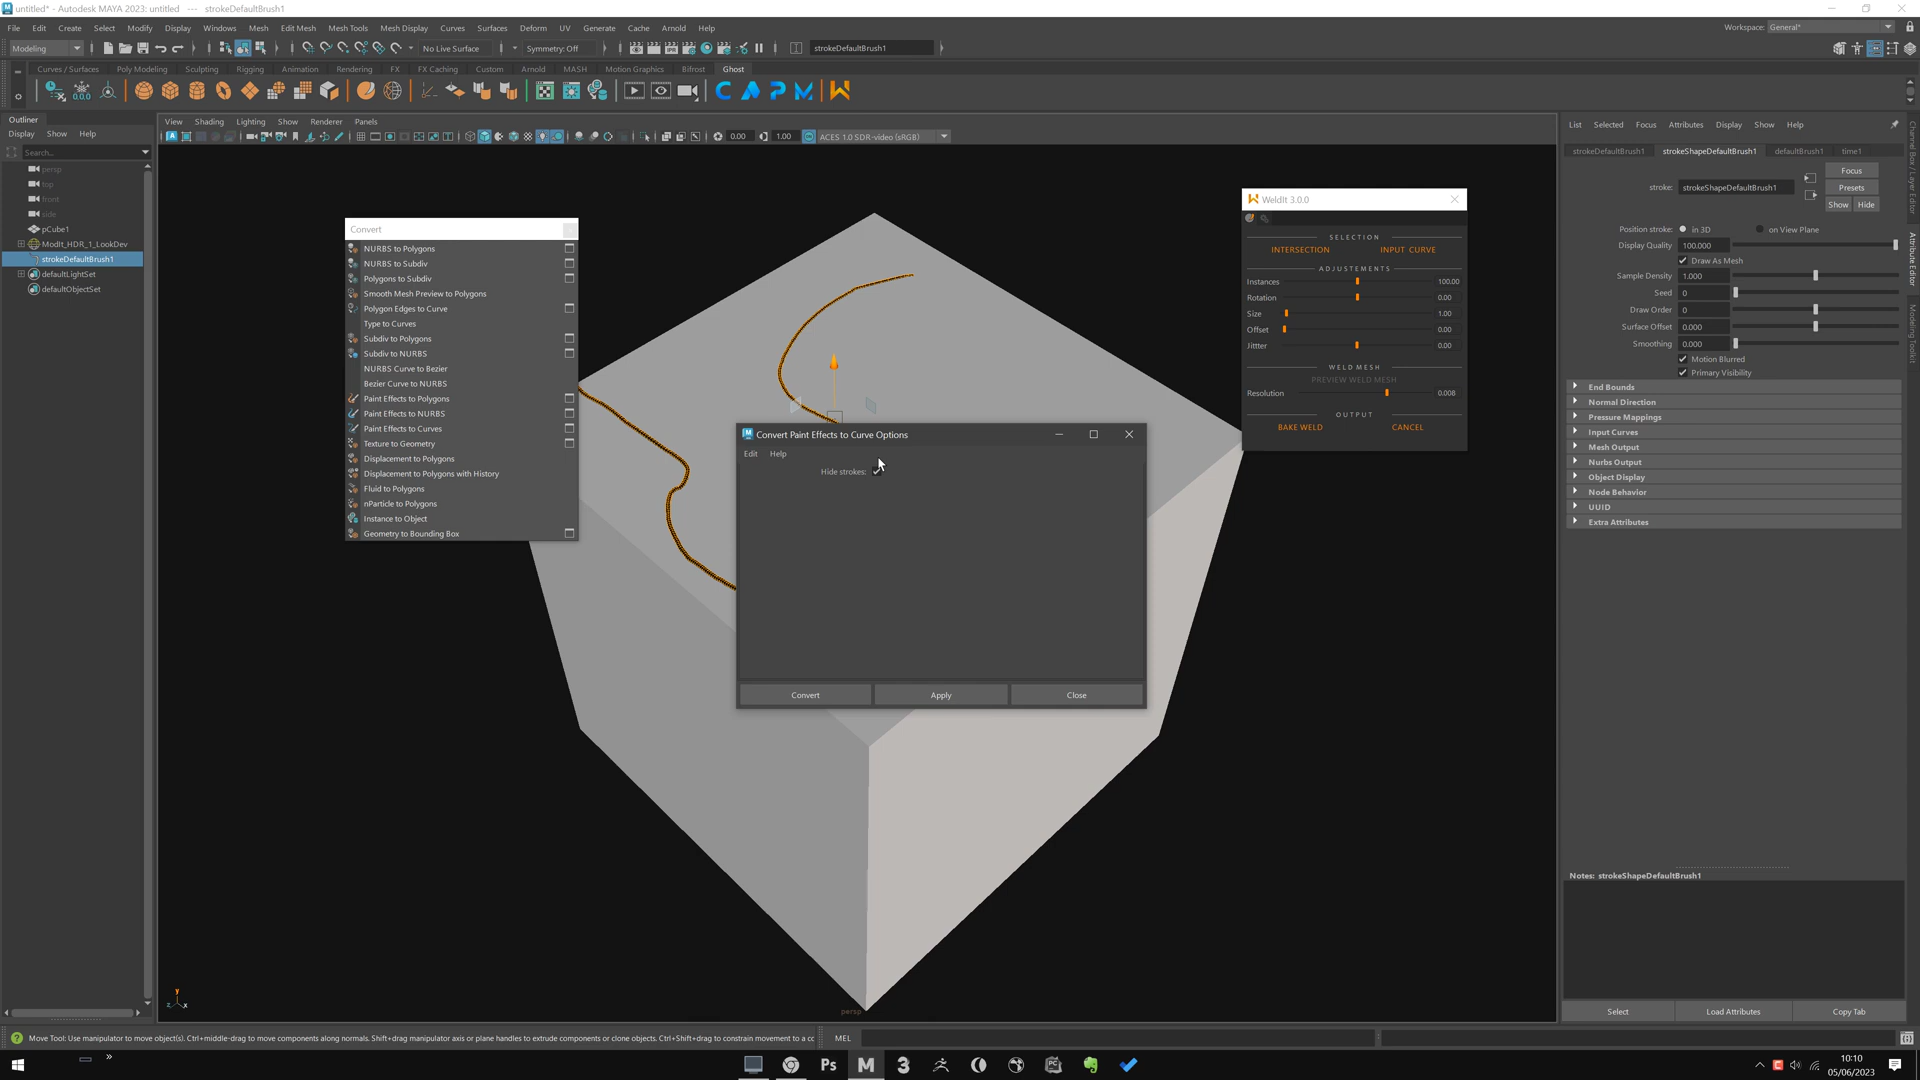 untitled* - Autodesk MAYA 2023: untitled --- strokeDefaultBrush1
File Edit Create Select Modify Display Windows Mesh Edit Mesh Mesh Tools Mesh Display Curves Surfaces Deform UV Generate Cache Arnold Help
Workspace: General*
Modeling No Live Surface Symmetry: Off strokeDefaultBrush1
Curves / Surfaces Poly Modeling Sculpting Rigging Animation Rendering FX FX Caching Custom Arnold MASH Motion Graphics Bifrost Ghost
Outliner
Display Show Help
Search...
persp
top
front
side
pCube1
ModIt_HDR_1_LookDev
strokeDefaultBrush1
defaultLightSet
defaultObjectSet
View Shading Lighting Show Renderer Panels
0.00 1.00 ACES 1.0 SDR-video (sRGB)
Convert
NURBS to Polygons
NURBS to Subdiv
Polygons to Subdiv
Smooth Mesh Preview to Polygons
Polygon Edges to Curve
Type to Curves
Subdiv to Polygons
Subdiv to NURBS
NURBS Curve to Bezier
Bezier Curve to NURBS
Paint Effects to Polygons
Paint Effects to NURBS
Paint Effects to Curves
Texture to Geometry
Displacement to Polygons
Displacement to Polygons with History
Fluid to Polygons
nParticle to Polygons
Instance to Object
Geometry to Bounding Box
Convert Paint Effects to Curve Options
Edit Help
Hide strokes:
Convert Apply Close
WeldIt 3.0.0
SELECTION
INTERSECTION INPUT CURVE
ADJUSTEMENTS
Instances 100.00
Rotation 0.00
Size 1.00
Offset 0.00
Jittter 0.00
WELD MESH
PREVIEW WELD MESH
Resolution 0.008
OUTPUT
BAKE WELD CANCEL
persp
y
z x
List Selected Focus Attributes Display Show Help
strokeDefaultBrush1 strokeShapeDefaultBrush1 defaultBrush1 time1
Focus
stroke: strokeShapeDefaultBrush1 Presets
Show Hide
Position stroke: in 3D on View Plane
Display Quality 100.000
Draw As Mesh
Sample Density 1.000
Seed 0
Draw Order 0
Surface Offset 0.000
Smoothing 0.000
Motion Blurred
Primary Visibility
End Bounds
Normal Direction
Pressure Mappings
Input Curves
Mesh Output
Nurbs Output
Object Display
Node Behavior
UUID
Extra Attributes
Notes: strokeShapeDefaultBrush1
Select Load Attributes Copy Tab
Channel Box / Layer Editor
Attribute Editor
Modeling Toolkit
Move Tool: Use manipulator to move object(s). Ctrl+middle-drag to move components along normals. Shift+drag manipulator axis or plane handles to extrude components or clone objects. Ctrl+Shift+drag to constrain movement to a cc
MEL
10:10
05/06/2023